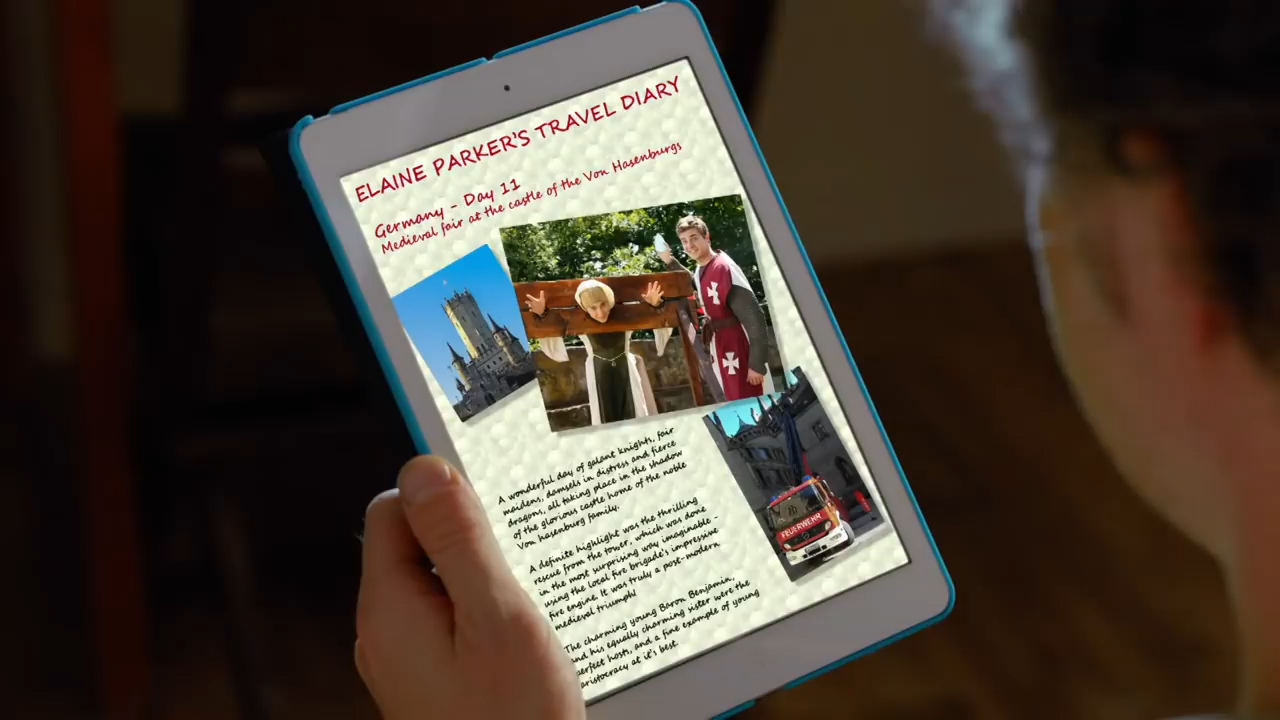 ELAINE PARKER'S TRAVEL DIARY
Germany - Day 11
Medieval fair at the castle of the Von Hasenburgs
A wonderful day of galant knights, fair
maidens, damsels in distress and fierce
dragons, all taking place in the shadow
of the glorious castle home of the noble
Von Hasenburg family.
A definite highlight was the thrilling
rescue from the tower, which was done
in the most surprising way imaginable -
using the local fire brigade's impressive
fire engine. It was truly a post-modern
medieval triumph!
The charming young Baron Benjamin,
and his equally charming sister were the
perfect hosts, and a fine example of young
aristocracy at it's best.
FEUERWEHR